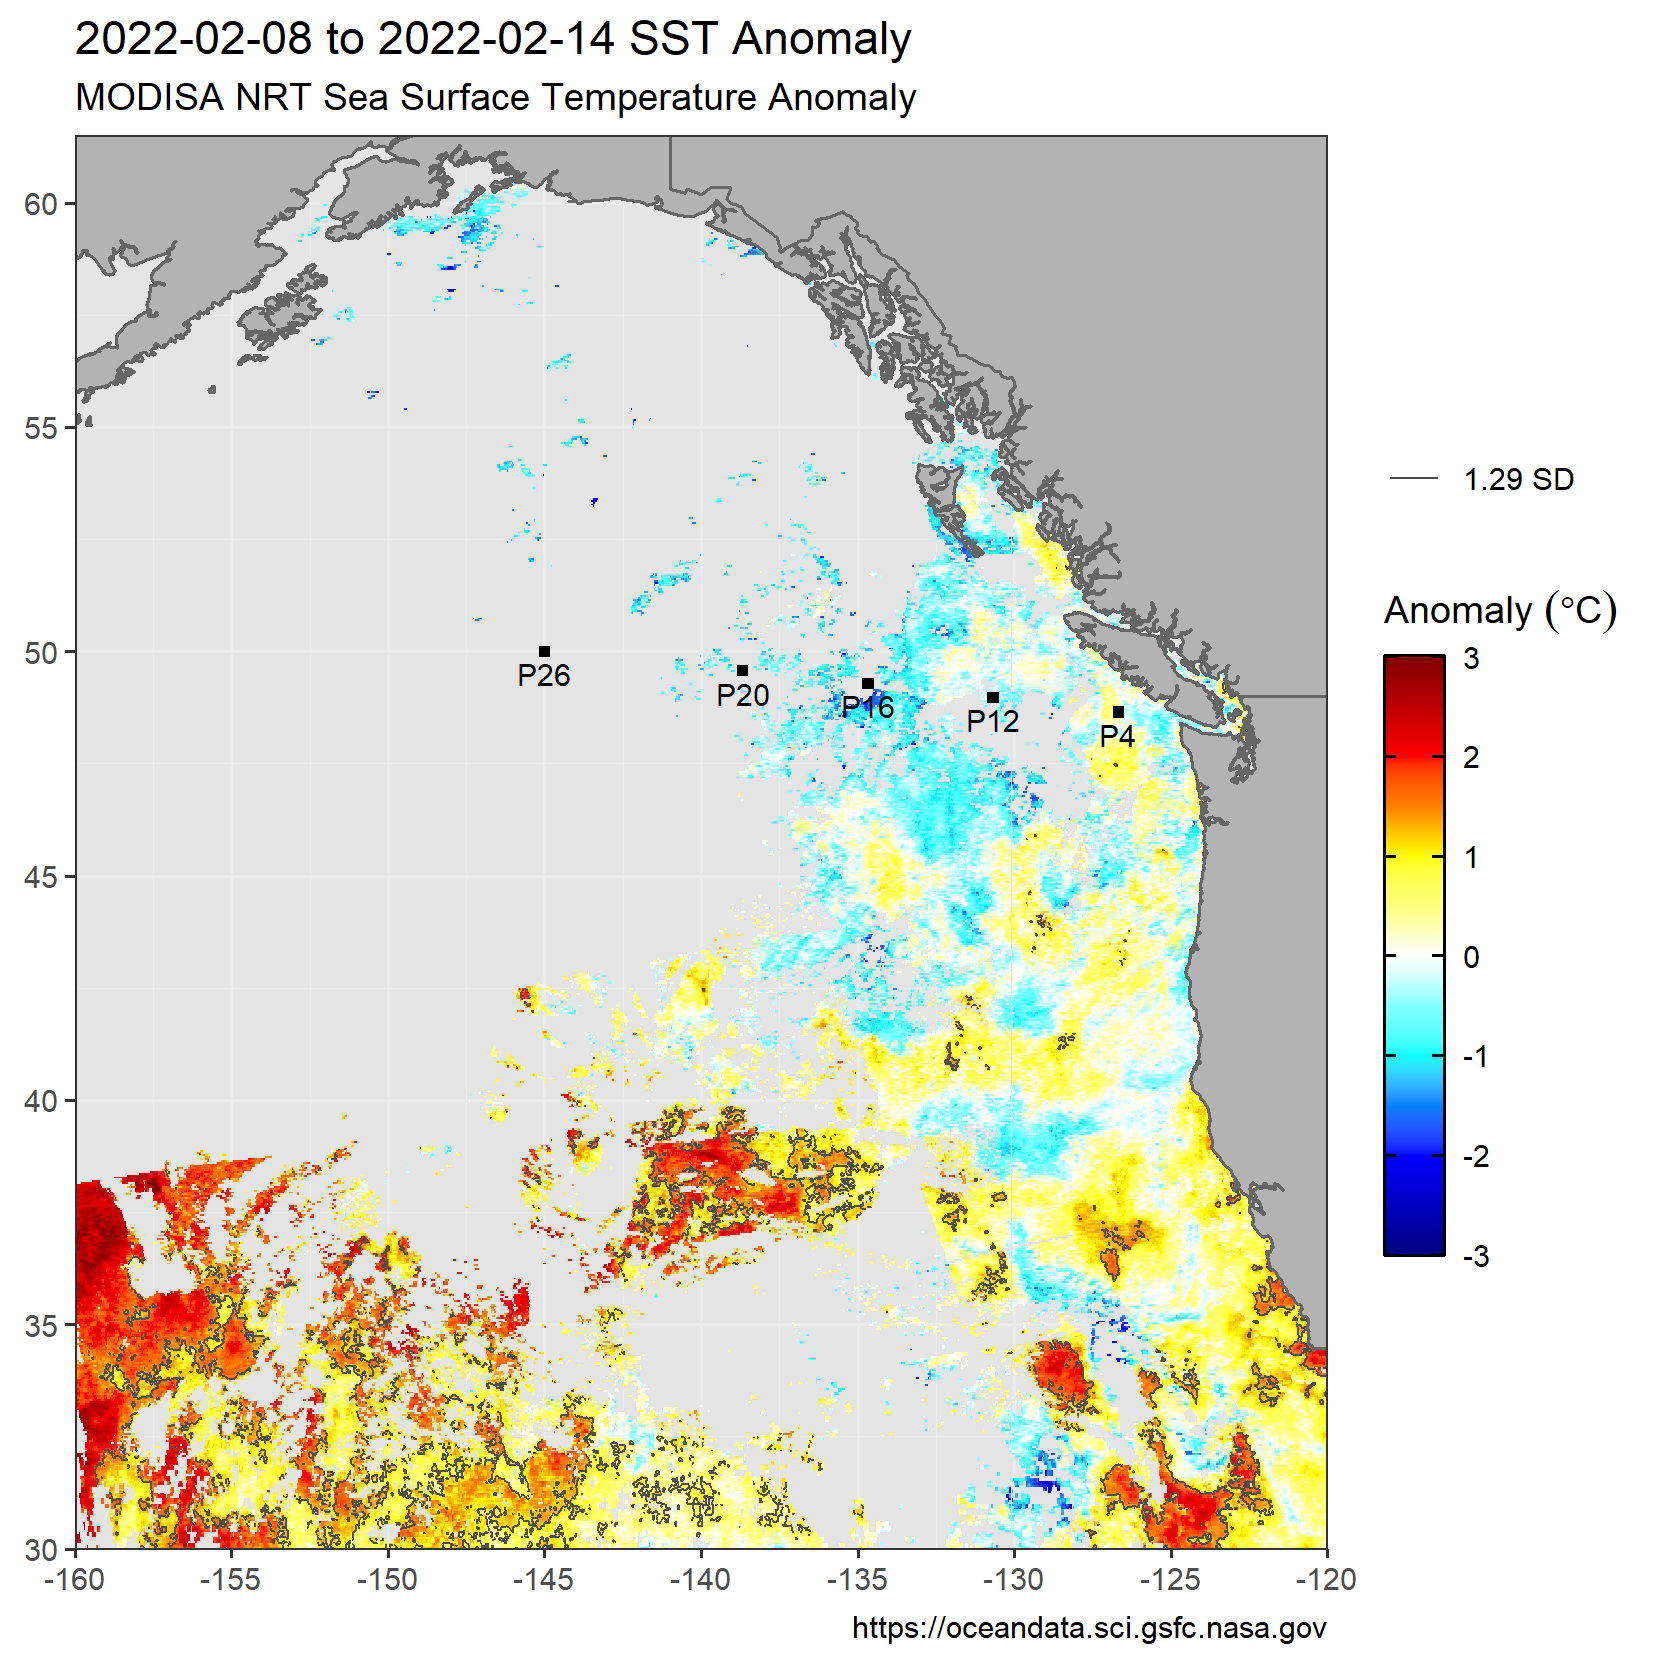 2022-02-08 to 2022-02-14 SST Anomaly
MODISA NRT Sea Surface Temperature Anomaly
60
55
50
45
40
35
30
-160
-155
-150
-145
-140
-135
-130
-125
-120
P26
P20
P16
P12
P4
1.29 SD
Anomaly (°C)
3
2
1
0
-1
-2
-3
https://oceandata.sci.gsfc.nasa.gov